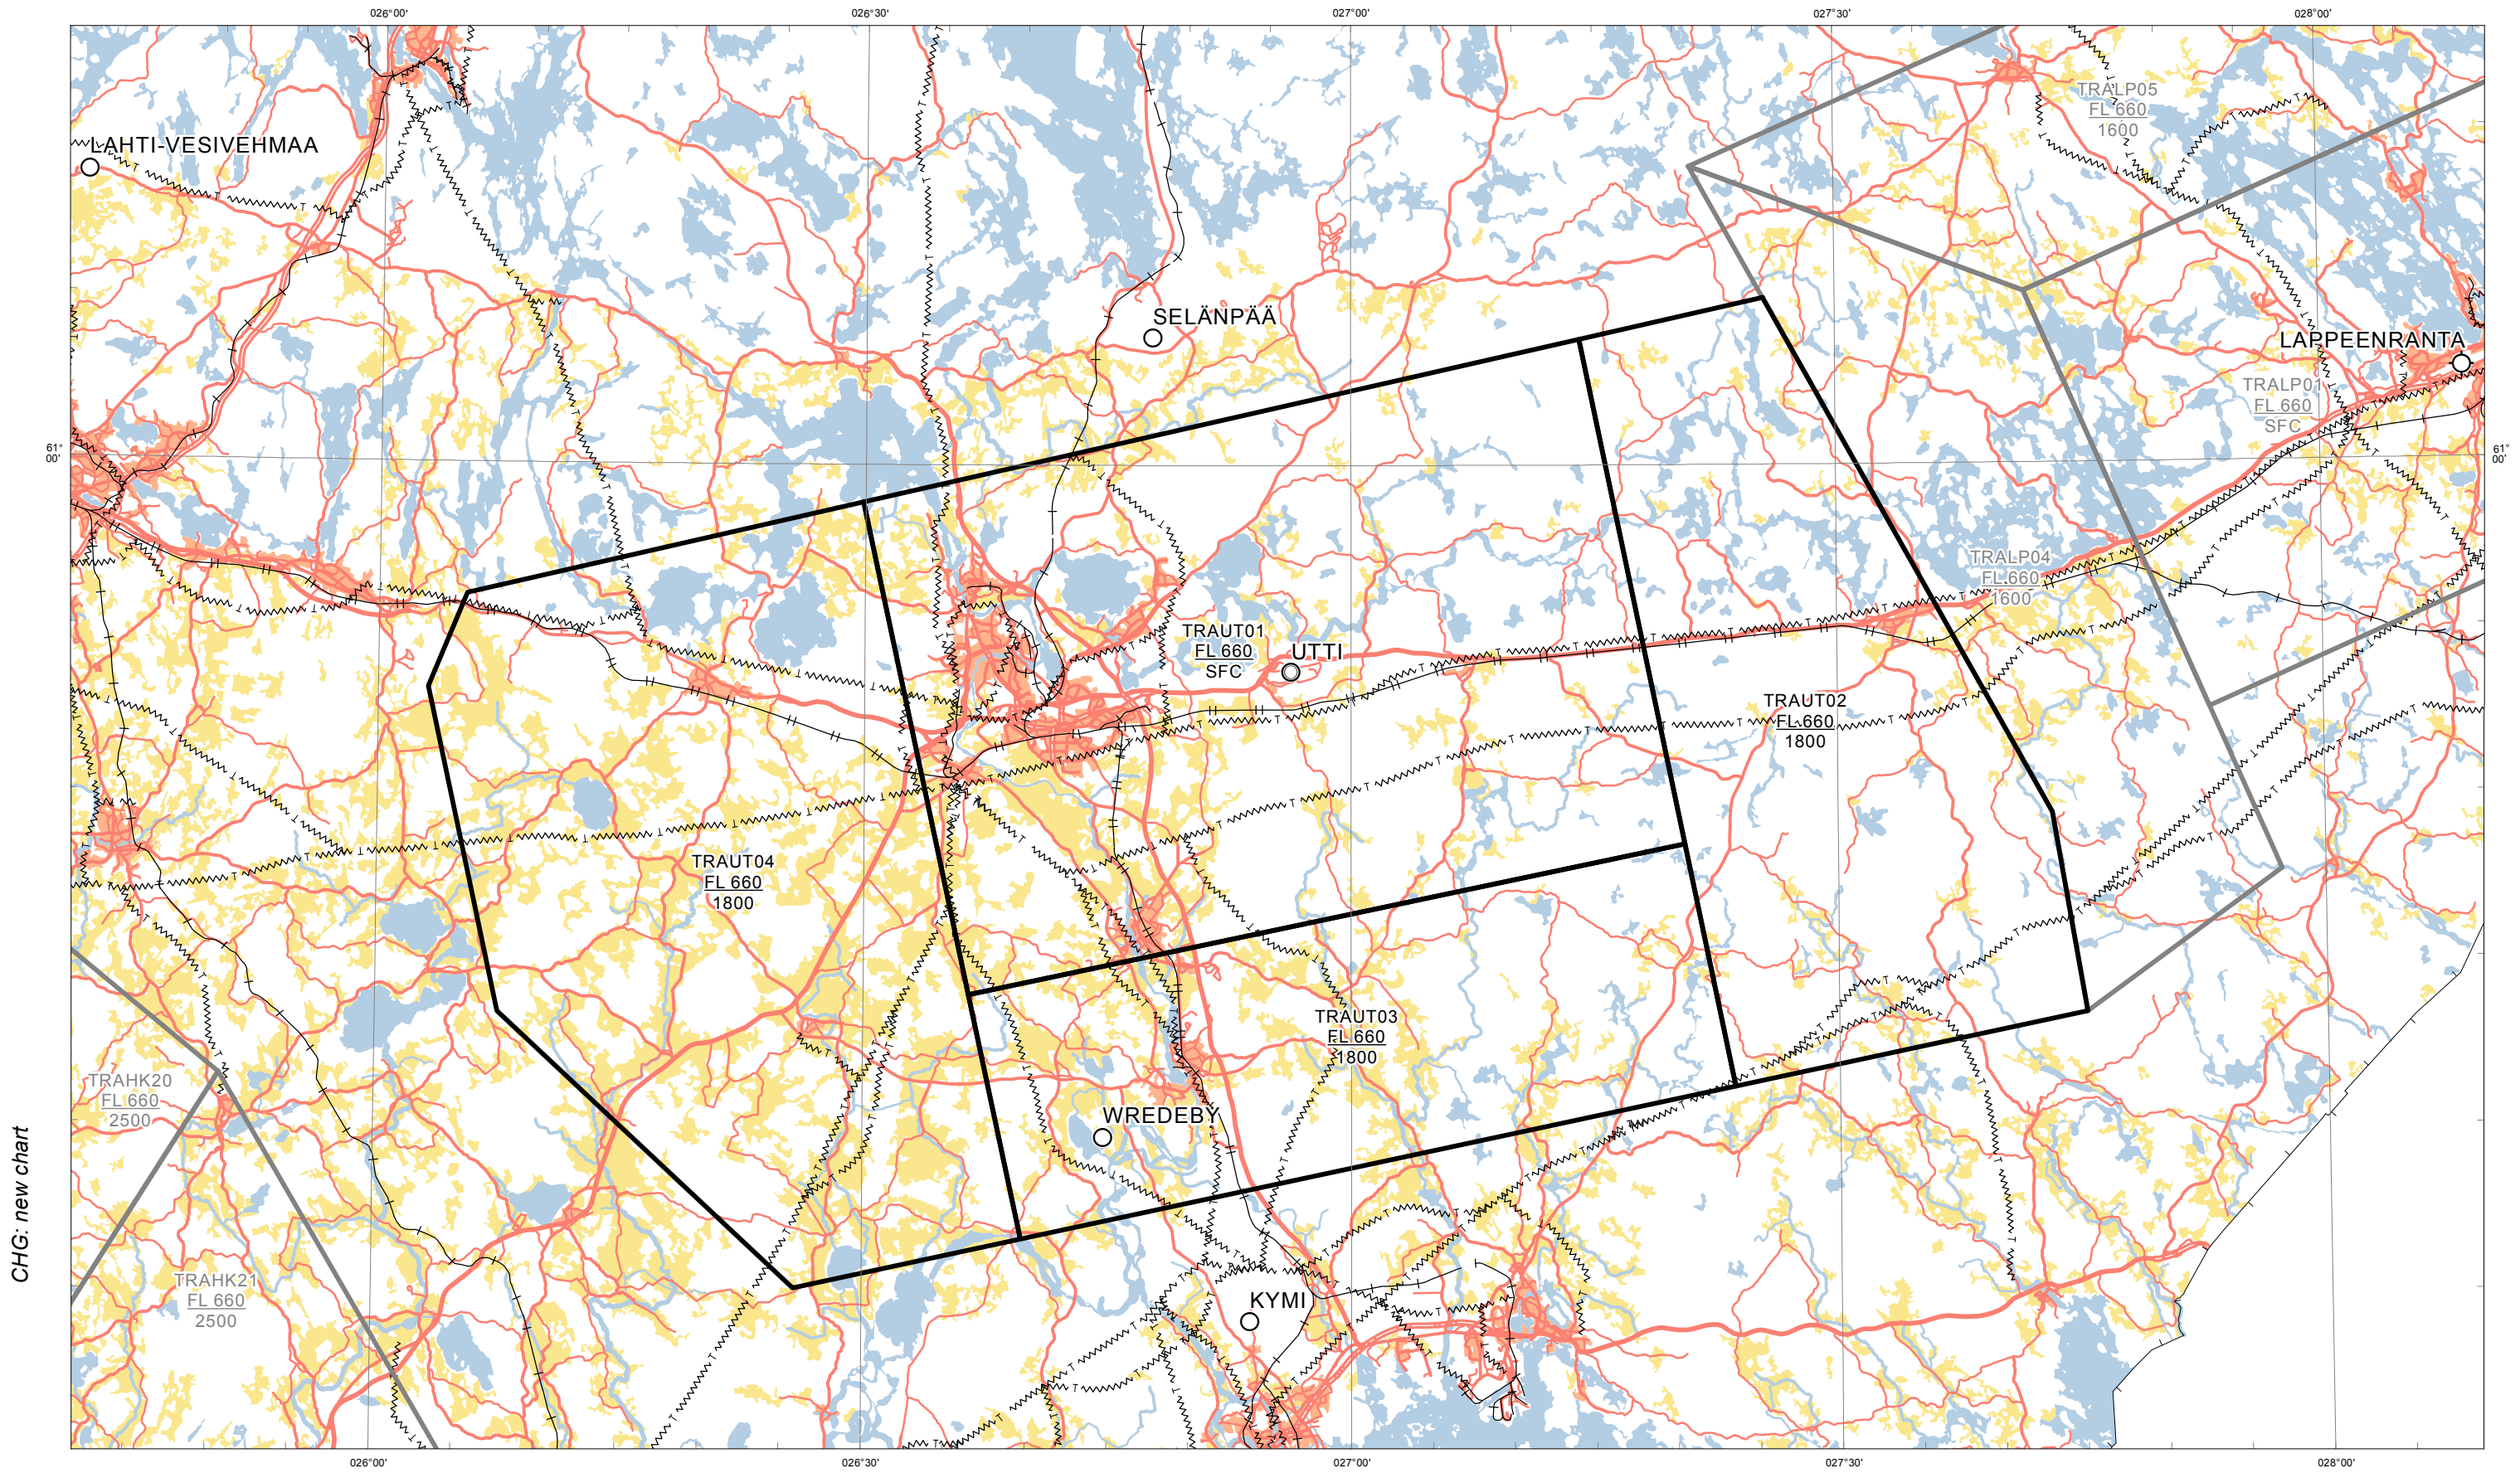 026°00'
026°30'
027°00'
027°30'
028°00'
TRALP05
FL 660
1600
LAHTI-VESIVEHMAA
SELÄNPÄÄ
LAPPEENRANTA
TRALP01
FL 660
SFC
61°
00'
61°
00'
TRALP04
FL 660
1600
TRAUT01
FL 660
SFC
UTTI
TRAUT02
FL 660
1800
TRAUT04
FL 660
1800
TRAUT03
FL 660
1800
TRAHK20
FL 660
2500
WREDEBY
CHG: new chart
TRAHK21
FL 660
2500
KYMI
026°00'
026°30'
027°00'
027°30'
028°00'